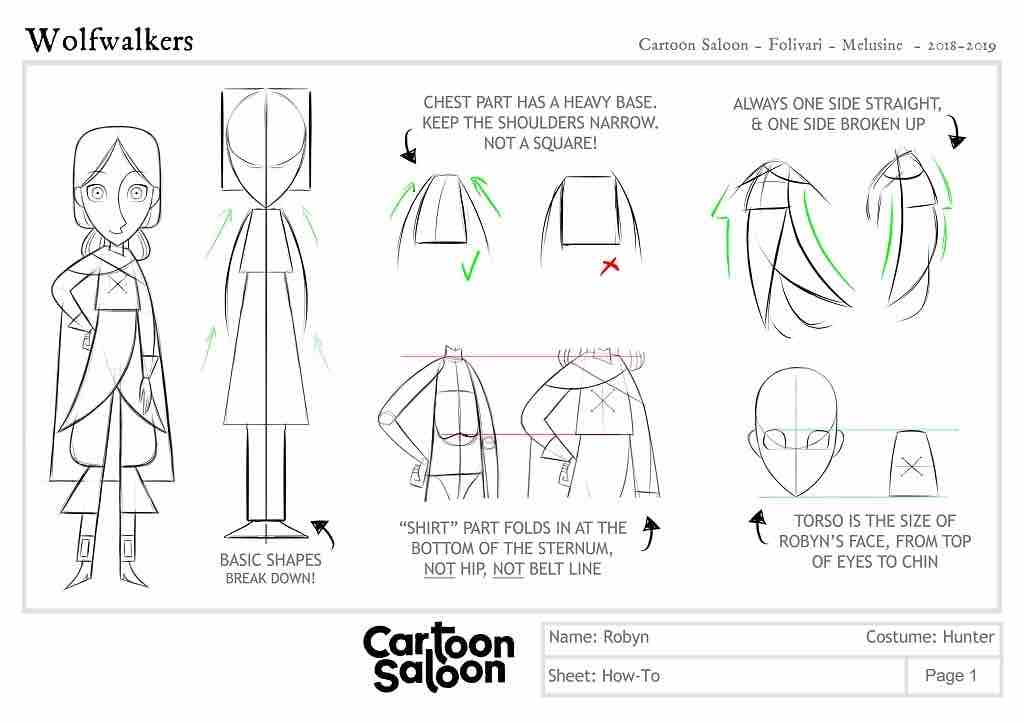 Wolfwalkers
Cartoon Saloon - Folivari - Melusine - 2018-2019
CHEST PART HAS A HEAVY BASE.
KEEP THE SHOULDERS NARROW.
NOT A SQUARE!
ALWAYS ONE SIDE STRAIGHT,
& ONE SIDE BROKEN UP
BASIC SHAPES
BREAK DOWN!
“SHIRT” PART FOLDS IN AT THE
BOTTOM OF THE STERNUM,
NOT HIP, NOT BELT LINE
TORSO IS THE SIZE OF
ROBYN’S FACE, FROM TOP
OF EYES TO CHIN
Cartoon
Saloon
Name: Robyn
Costume: Hunter
Sheet: How-To
Page 1